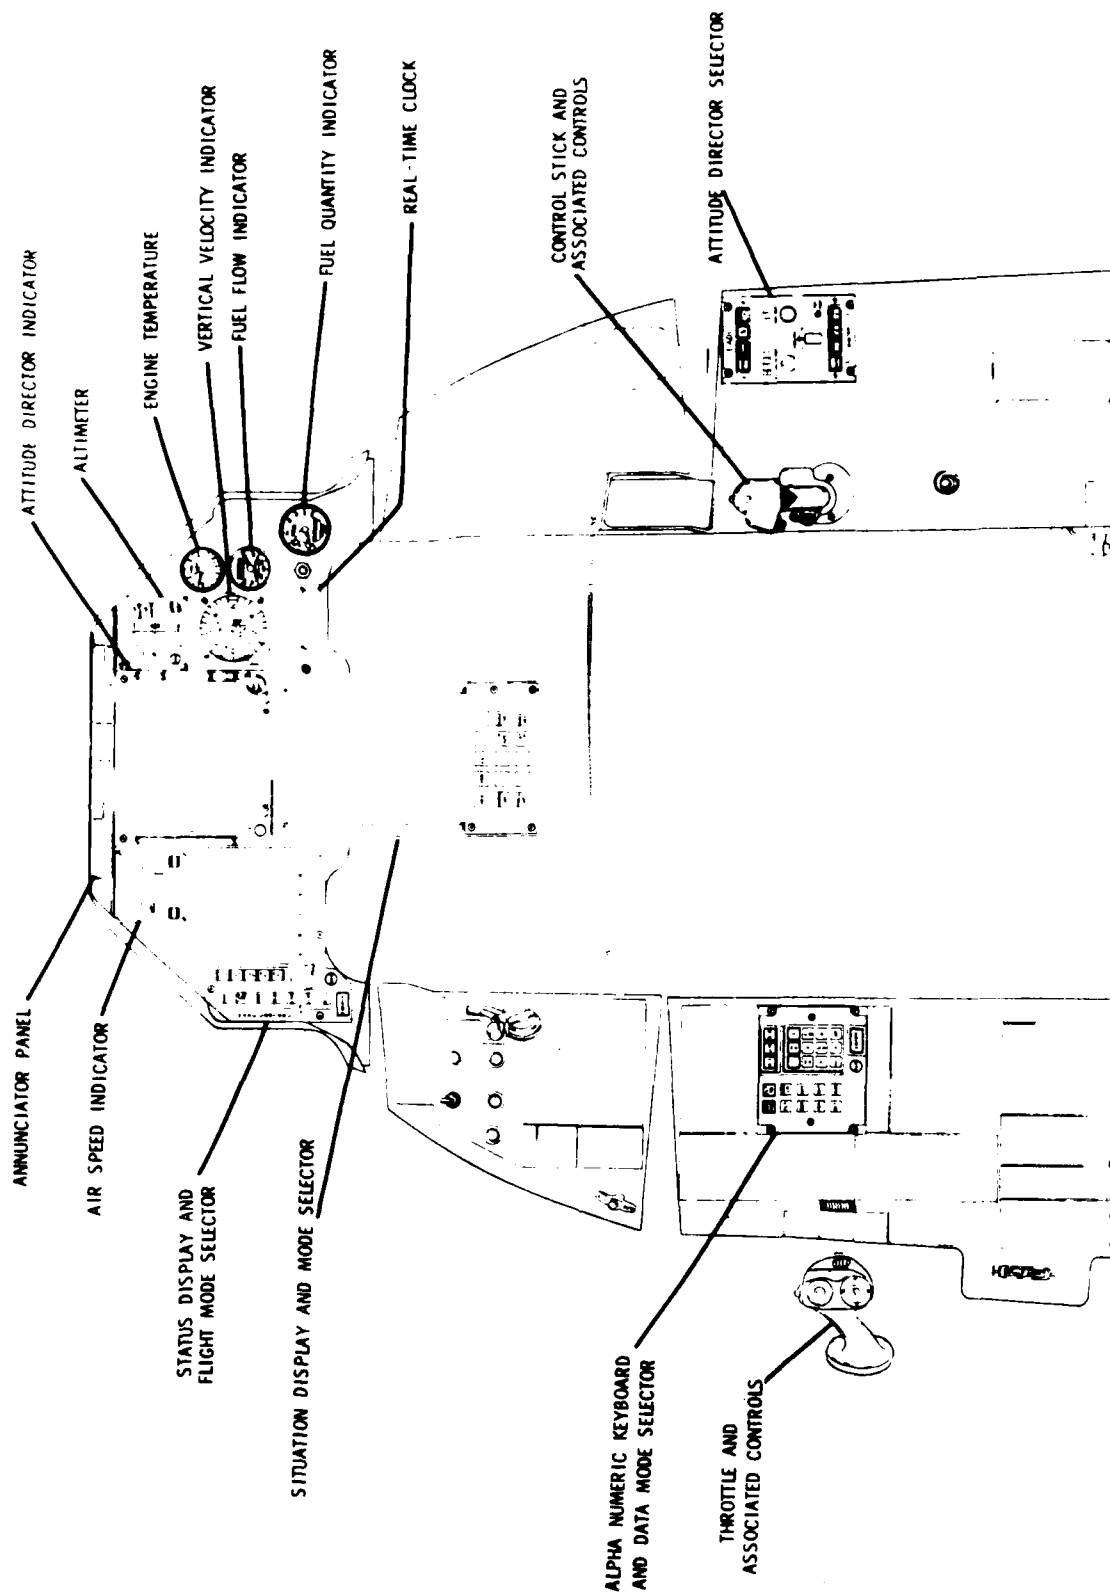 ANNUNCIATOR PANEL
AIR SPEED INDICATOR
STATUS DISPLAY AND
FLIGHT MODE SELECTOR
SITUATION DISPLAY AND MODE SELECTOR
ALPHA NUMERIC KEYBOARD
AND DATA MODE SELECTOR
THROTTLE AND
ASSOCIATED CONTROLS
ATTITUDE DIRECTOR INDICATOR
ALTIMETER
ENGINE TEMPERATURE
VERTICAL VELOCITY INDICATOR
FUEL FLOW INDICATOR
FUEL QUANTITY INDICATOR
REAL-TIME CLOCK
CONTROL STICK AND
ASSOCIATED CONTROLS
ATTITUDE DIRECTOR SELECTOR